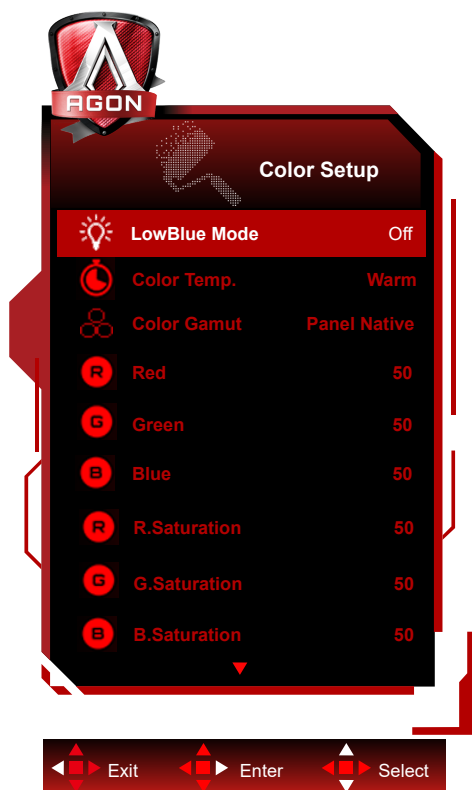 AGON
Color Setup
LowBlue Mode Off
Color Temp. Warm
Color Gamut Panel Native
R Red 50
G Green 50
B Blue 50
R R.Saturation 50
G G.Saturation 50
B B.Saturation 50
Exit Enter Select